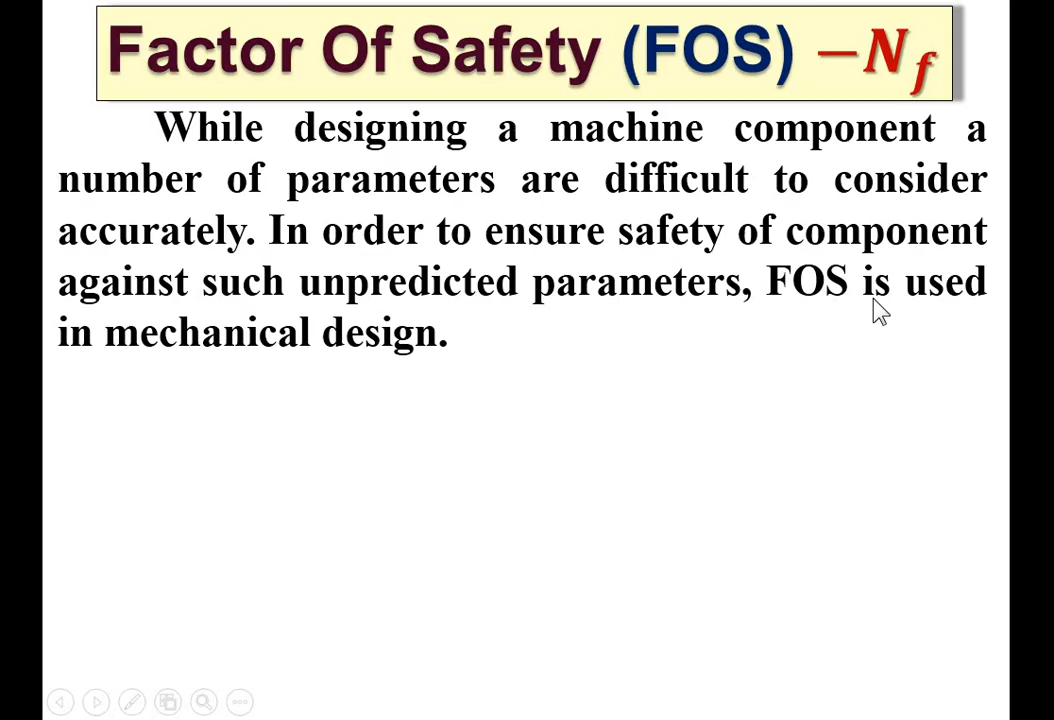 Factor Of Safety (FOS) −N_f
While designing a machine component a
number of parameters are difficult to consider
accurately. In order to ensure safety of component
against such unpredicted parameters, FOS is used
in mechanical design.